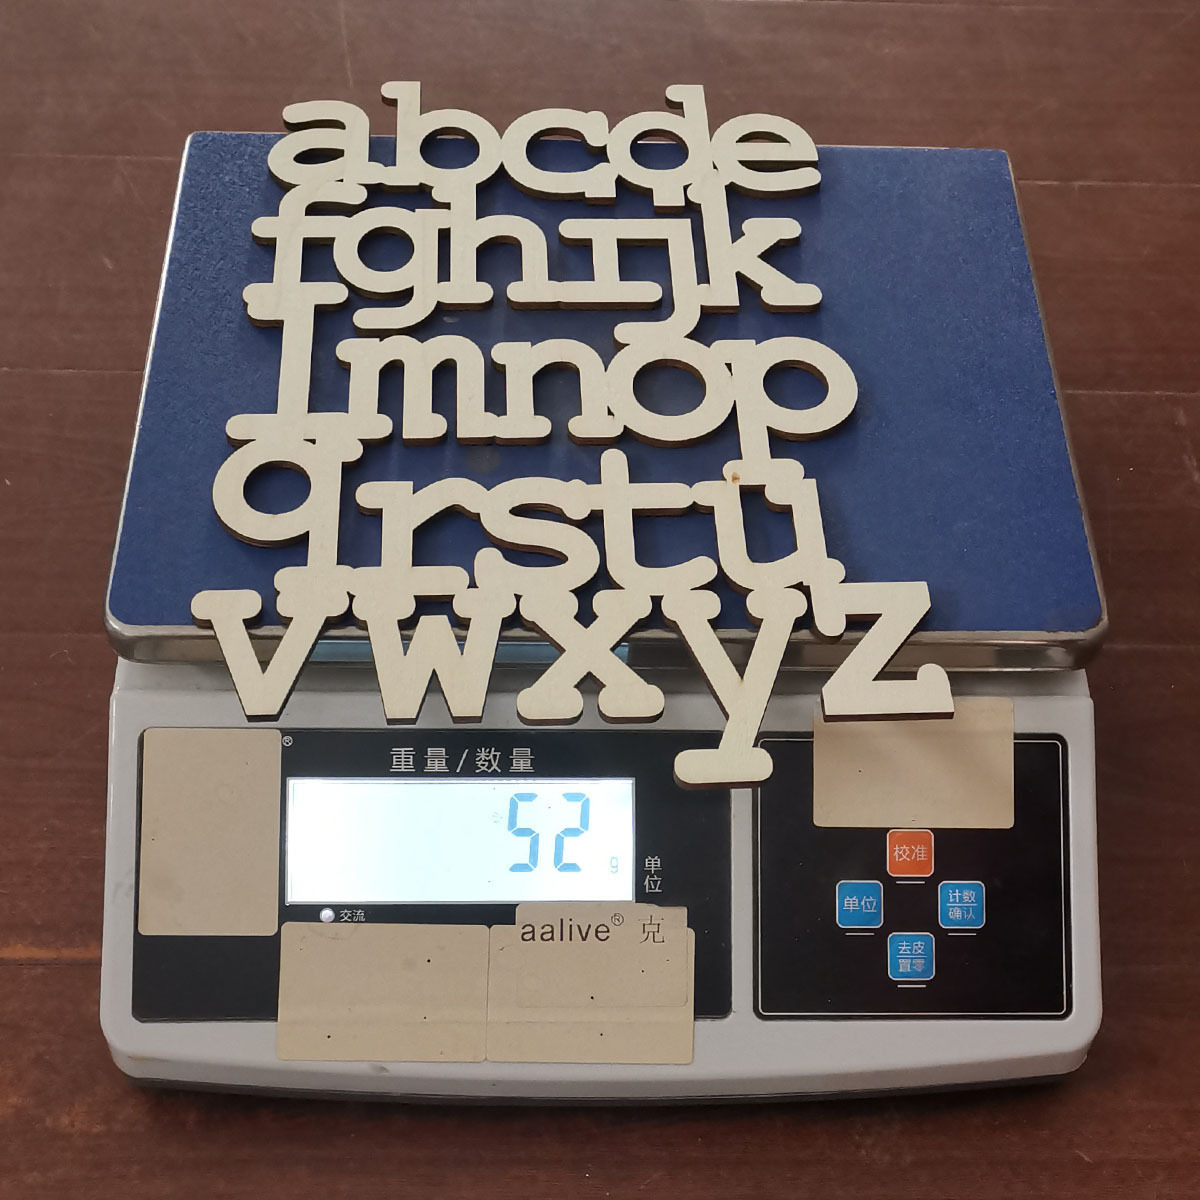 abcde
fghijk
lmnop
qrstu
vwxyz
®
重量/数量
52
g
单位
交流
aalive® 克
校准
单位
计数
确认
去皮
置零